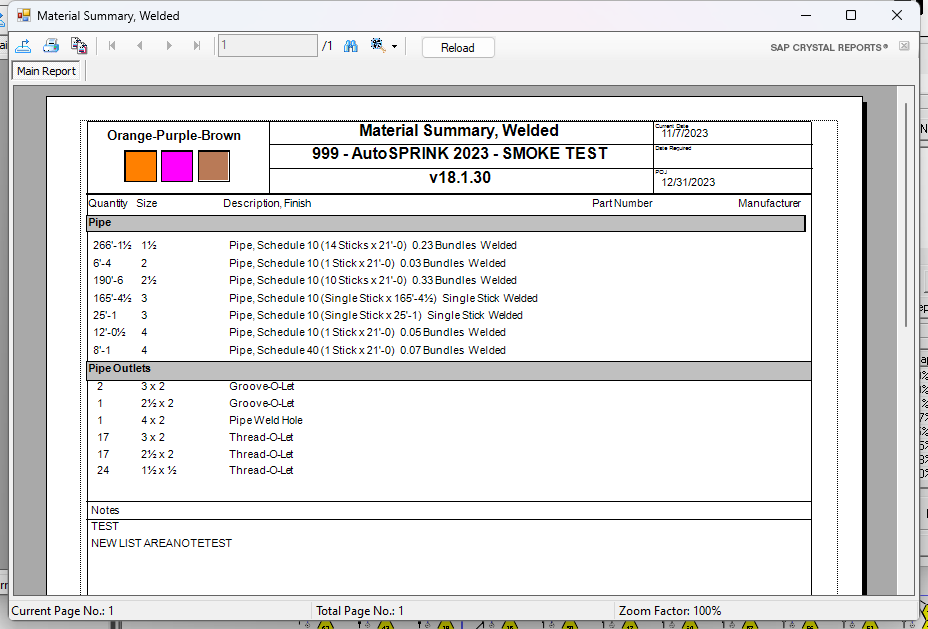 Material Summary, Welded
1 /1 Reload SAP CRYSTAL REPORTS®
Main Report
Orange-Purple-Brown
Material Summary, Welded
999 - AutoSPRINK 2023 - SMOKE TEST
v18.1.30
Current Date
11/7/2023
Date Required
12/31/2023
Quantity Size Description, Finish Part Number Manufacturer
Pipe
266'-1½ 1½ Pipe, Schedule 10 (14 Sticks x 21'-0) 0.23 Bundles Welded
6'-4 2 Pipe, Schedule 10 (1 Stick x 21'-0) 0.03 Bundles Welded
190'-6 2½ Pipe, Schedule 10 (10 Sticks x 21'-0) 0.33 Bundles Welded
165'-4½ 3 Pipe, Schedule 10 (Single Stick x 165'-4½) Single Stick Welded
25'-1 3 Pipe, Schedule 10 (Single Stick x 25'-1) Single Stick Welded
12'-0½ 4 Pipe, Schedule 10 (1 Stick x 21'-0) 0.05 Bundles Welded
8'-1 4 Pipe, Schedule 40 (1 Stick x 21'-0) 0.07 Bundles Welded
Pipe Outlets
2 3 x 2 Groove-O-Let
1 2½ x 2 Groove-O-Let
1 4 x 2 Pipe Weld Hole
17 3 x 2 Thread-O-Let
17 2½ x 2 Thread-O-Let
24 1½ x ½ Thread-O-Let
Notes
TEST
NEW LIST AREANOTETEST
Current Page No.: 1 Total Page No.: 1 Zoom Factor: 100%